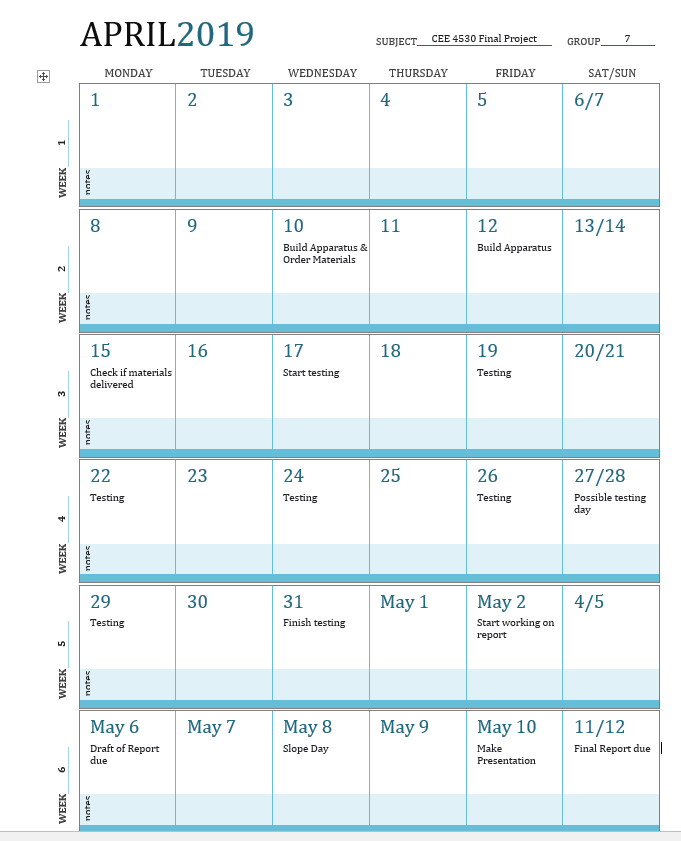 APRIL2019
SUBJECT CEE 4530 Final Project GROUP 7
MONDAY TUESDAY WEDNESDAY THURSDAY FRIDAY SAT/SUN
WEEK 1
1 2 3 4 5 6/7
notes
WEEK 2
8 9 10 11 12 13/14
Build Apparatus & Build Apparatus
Order Materials
notes
WEEK 3
15 16 17 18 19 20/21
Check if materials Start testing Testing
delivered
notes
WEEK 4
22 23 24 25 26 27/28
Testing Testing Testing Possible testing
day
notes
WEEK 5
29 30 31 May 1 May 2 4/5
Testing Finish testing Start working on
report
notes
WEEK 6
May 6 May 7 May 8 May 9 May 10 11/12
Draft of Report Slope Day Make Final Report due
due Presentation
notes